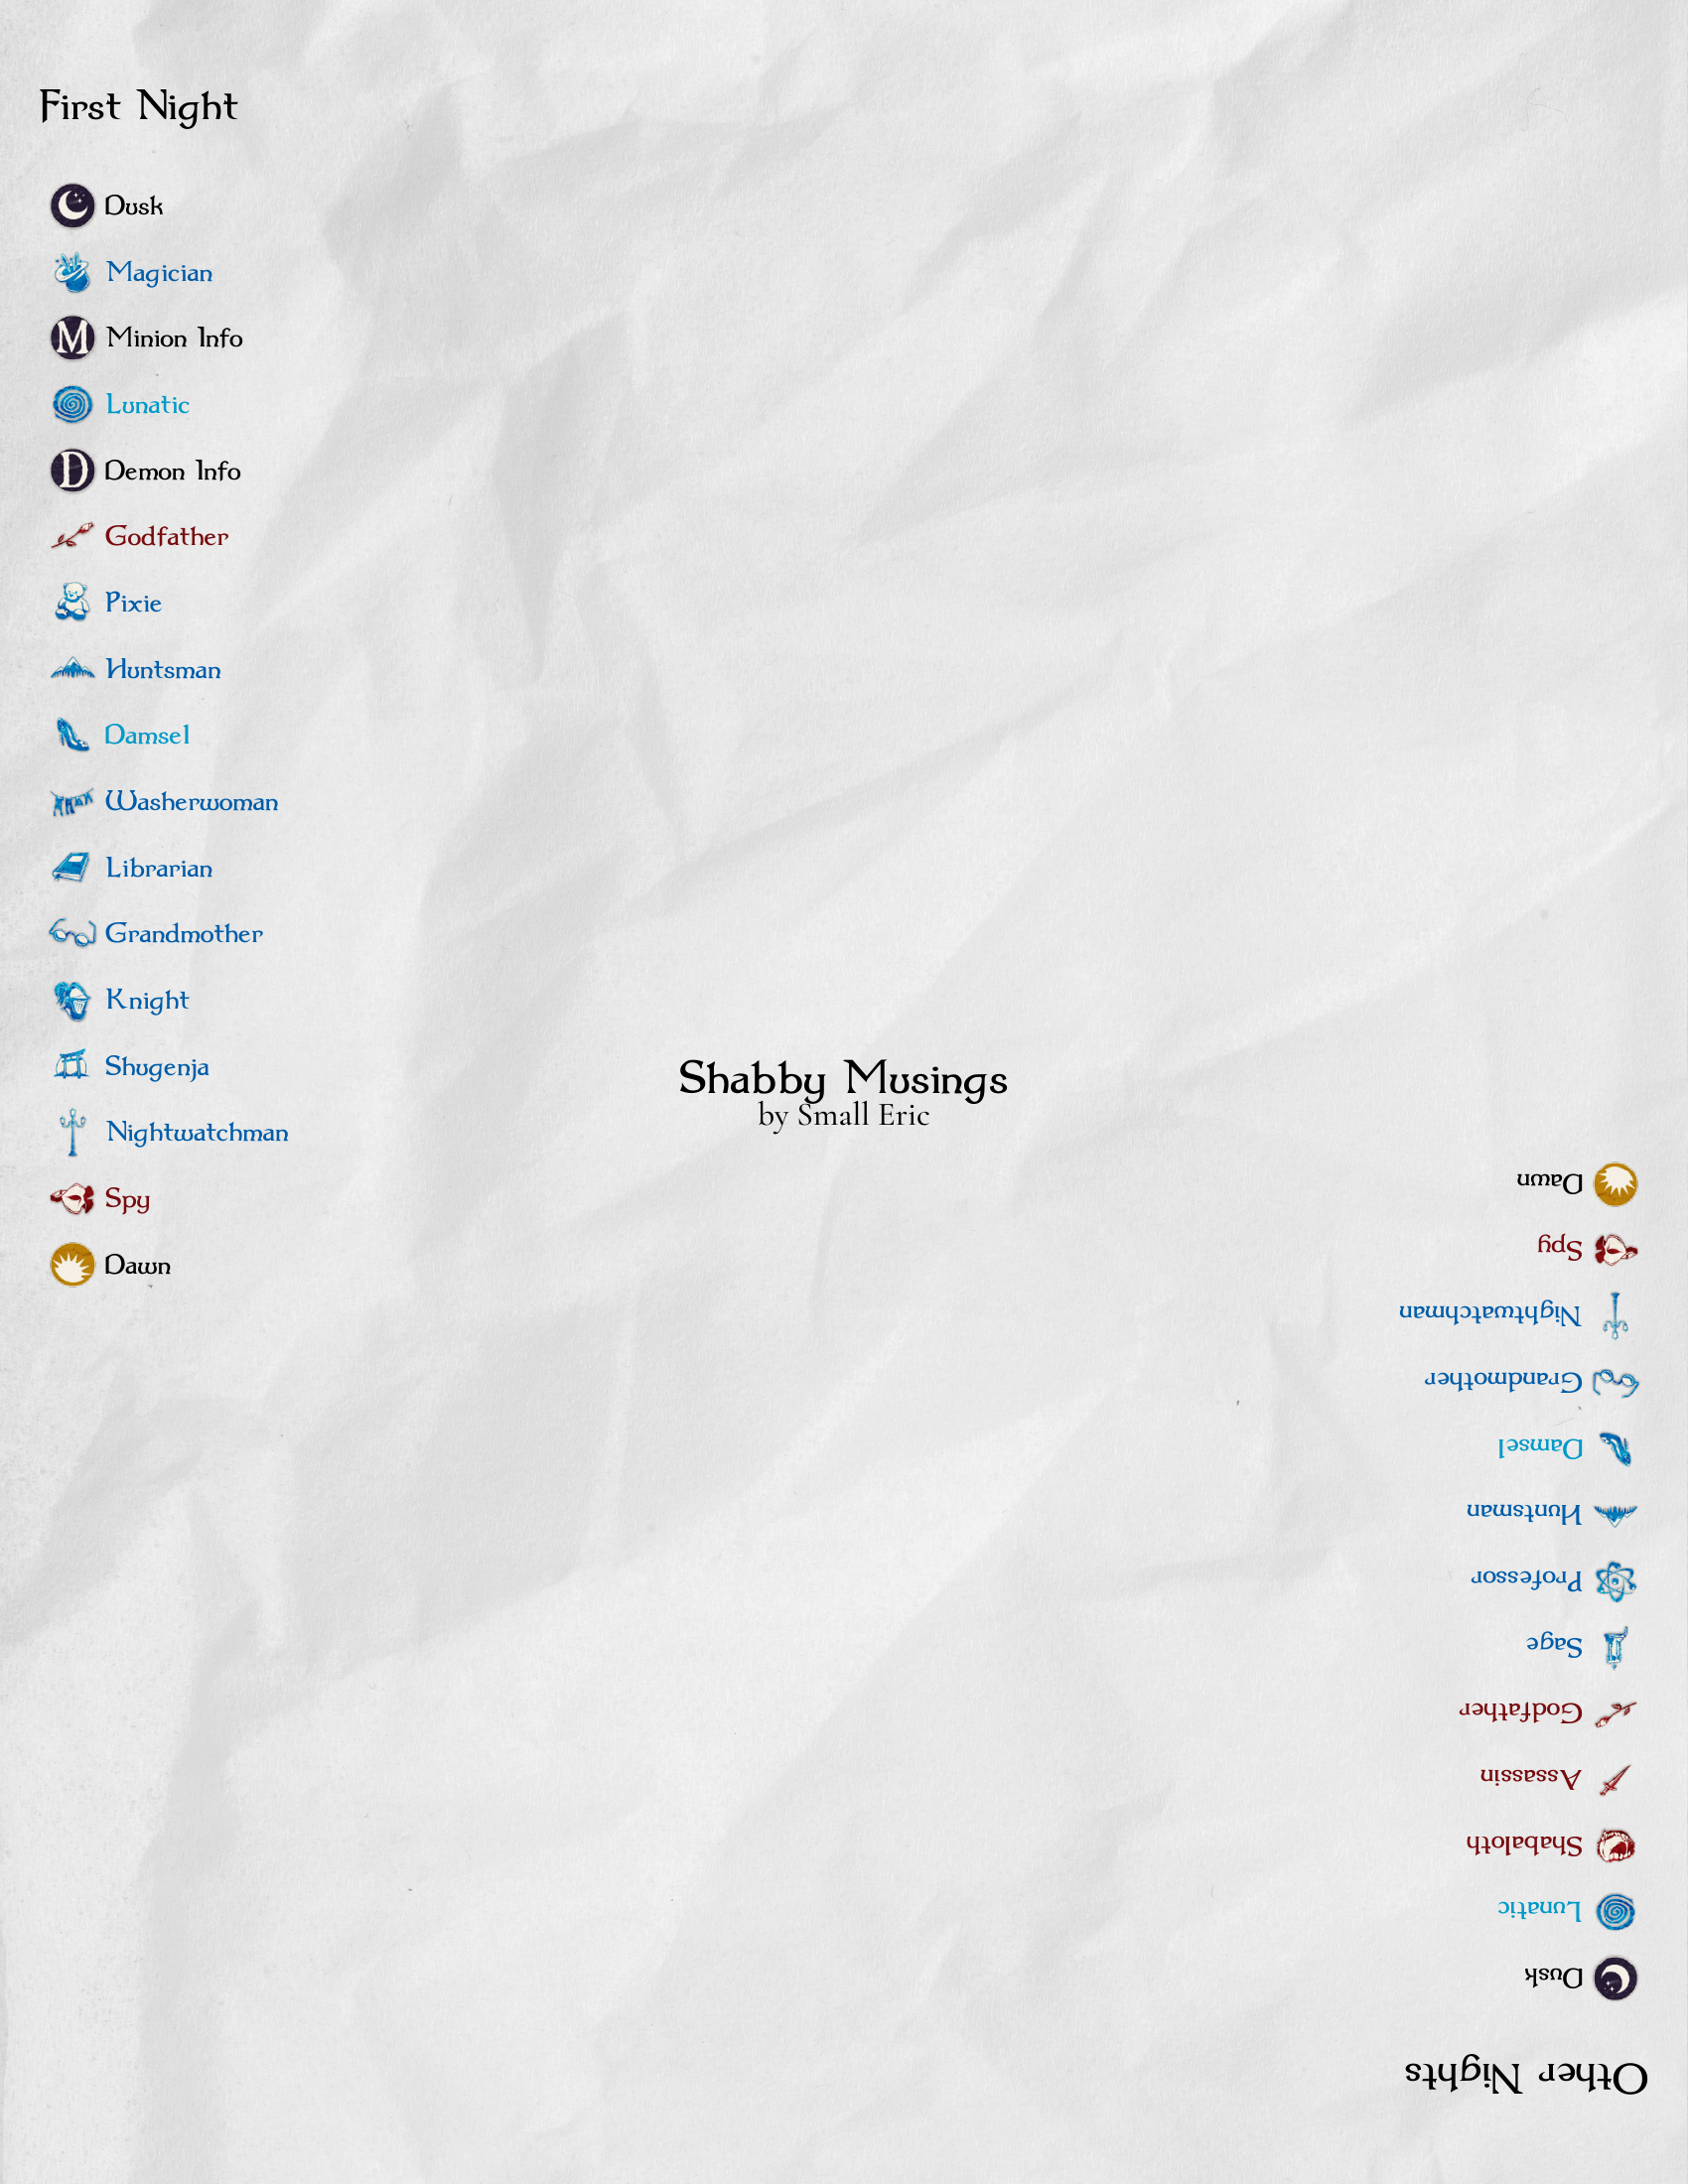 First Night
Dusk
Magician
M
Minion Info
Lunatic
D
Demon Info
Godfather
Pixie
Huntsman
Damsel
Washerwoman
Librarian
Grandmother
Knight
Shugenja
Nightwatchman
Spy
Dawn
Shabby Musings
by Small Eric
Other Nights
Dusk
Lunatic
Shabaloth
Assassin
Godfather
Sage
Professor
Huntsman
Damsel
Grandmother
Nightwatchman
Spy
Dawn